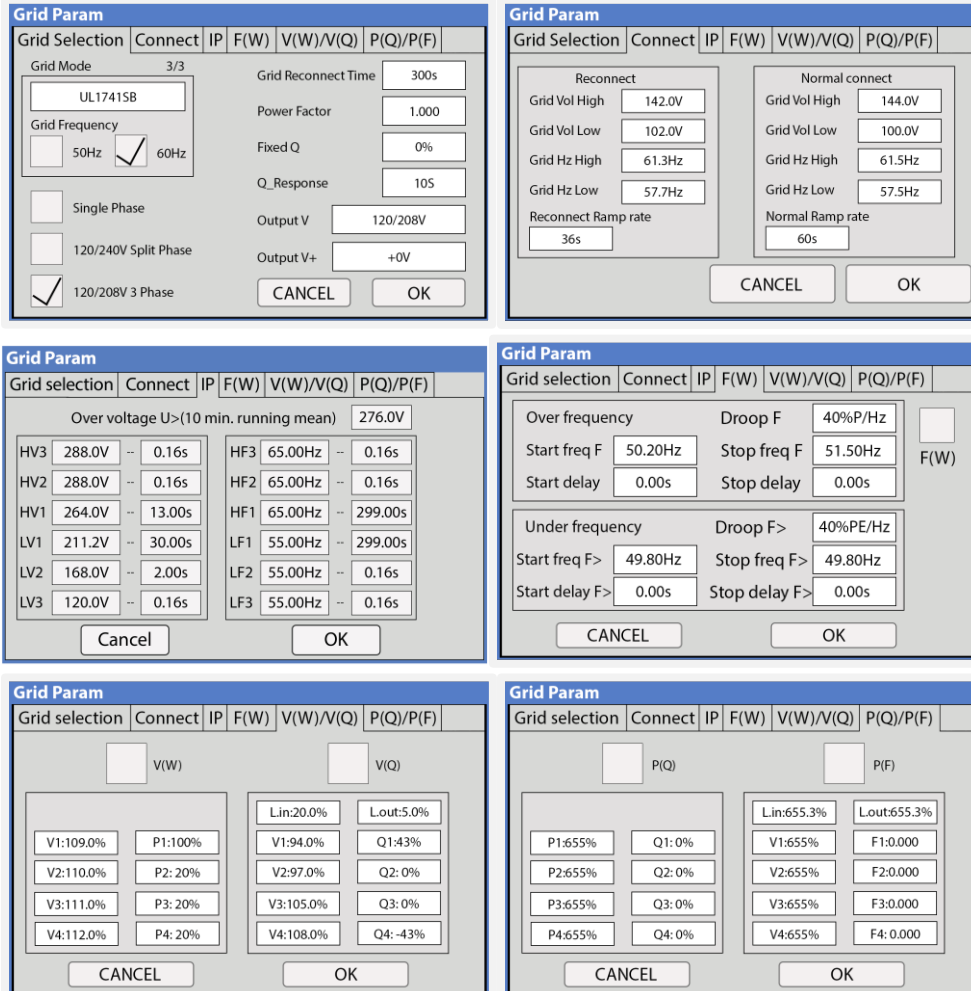 Grid Param
Grid Selection Connect IP F(W) V(W)/V(Q) P(Q)/P(F)
Grid Mode 3/3
UL1741SB
Grid Frequency
50Hz 60Hz
Single Phase
120/240V Split Phase
120/208V 3 Phase
Grid Reconnect Time 300s
Power Factor 1.000
Fixed Q 0%
Q_Response 10S
Output V 120/208V
Output V+ +0V
CANCEL OK
Grid Param
Grid Selection Connect IP F(W) V(W)/V(Q) P(Q)/P(F)
Reconnect
Grid Vol High 142.0V
Grid Vol Low 102.0V
Grid Hz High 61.3Hz
Grid Hz Low 57.7Hz
Reconnect Ramp rate
36s
Normal connect
Grid Vol High 144.0V
Grid Vol Low 100.0V
Grid Hz High 61.5Hz
Grid Hz Low 57.5Hz
Normal Ramp rate
60s
CANCEL OK
Grid Param
Grid selection Connect IP F(W) V(W)/V(Q) P(Q)/P(F)
Over voltage U>(10 min. running mean) 276.0V
HV3 288.0V -- 0.16s HF3 65.00Hz -- 0.16s
HV2 288.0V -- 0.16s HF2 65.00Hz -- 0.16s
HV1 264.0V -- 13.00s HF1 65.00Hz -- 299.00s
LV1 211.2V -- 30.00s LF1 55.00Hz -- 299.00s
LV2 168.0V -- 2.00s LF2 55.00Hz -- 0.16s
LV3 120.0V -- 0.16s LF3 55.00Hz -- 0.16s
Cancel OK
Grid Param
Grid selection Connect IP F(W) V(W)/V(Q) P(Q)/P(F)
Over frequency Droop F 40%P/Hz
Start freq F 50.20Hz Stop freq F 51.50Hz
Start delay 0.00s Stop delay 0.00s
F(W)
Under frequency Droop F> 40%PE/Hz
Start freq F> 49.80Hz Stop freq F> 49.80Hz
Start delay F> 0.00s Stop delay F> 0.00s
CANCEL OK
Grid Param
Grid selection Connect IP F(W) V(W)/V(Q) P(Q)/P(F)
V(W) V(Q)
L.in:20.0% L.out:5.0%
V1:109.0% P1:100% V1:94.0% Q1:43%
V2:110.0% P2: 20% V2:97.0% Q2: 0%
V3:111.0% P3: 20% V3:105.0% Q3: 0%
V4:112.0% P4: 20% V4:108.0% Q4: -43%
CANCEL OK
Grid Param
Grid selection Connect IP F(W) V(W)/V(Q) P(Q)/P(F)
P(Q) P(F)
L.in:655.3% L.out:655.3%
P1:655% Q1: 0% V1:655% F1:0.000
P2:655% Q2: 0% V2:655% F2:0.000
P3:655% Q3: 0% V3:655% F3:0.000
P4:655% Q4: 0% V4:655% F4: 0.000
CANCEL OK